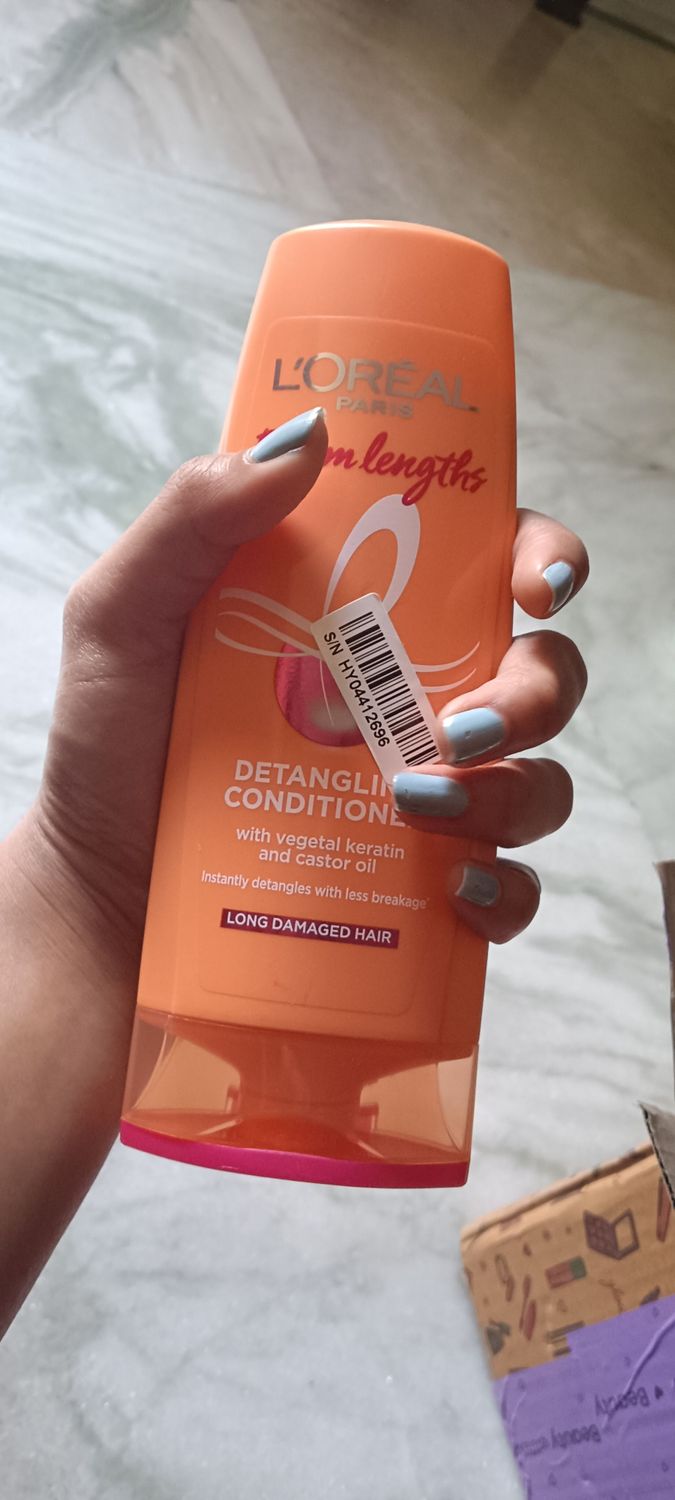 L'ORÉAL
PARIS
lengths
S/N HY04412696
DETANGLIN
CONDITIONE
with vegetal keratin
and castor oil
Instantly detangles with less breakage*
LONG DAMAGED HAIR
Beauty
Beauty